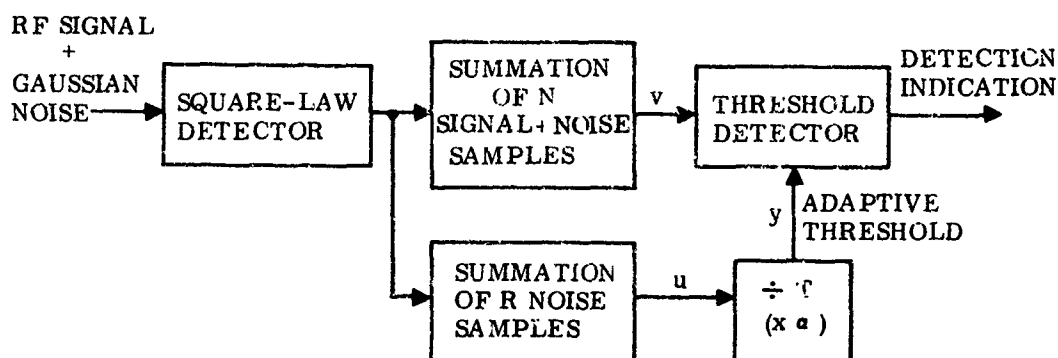 RF SIGNAL
+
GAUSSIAN
NOISE
SQUARE-LAW
DETECTOR
SUMMATION
OF N
SIGNAL+ NOISE
SAMPLES
v
THRESHOLD
DETECTOR
DETECTION
INDICATION
y
ADAPTIVE
THRESHOLD
SUMMATION
OF R NOISE
SAMPLES
u
÷
(x α)